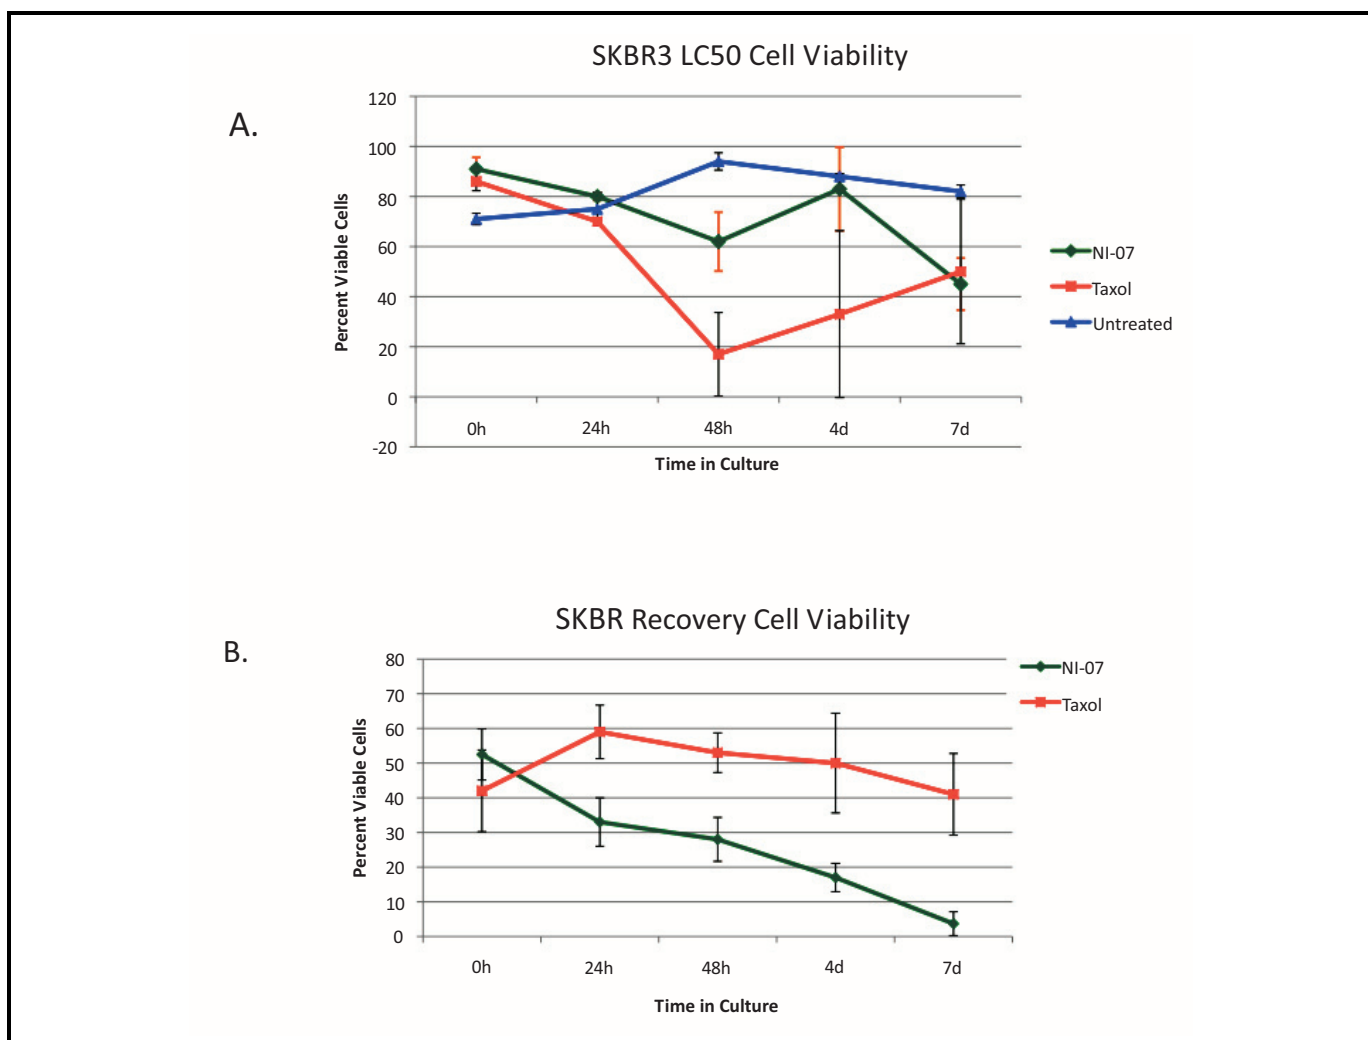 SKBR3 LC50 Cell Viability
A.
120
100
80
60
40
20
0
-20
Percent Viable Cells
0h 24h 48h 4d 7d
Time in Culture
NI-07
Taxol
Untreated
SKBR Recovery Cell Viability
B.
80
70
60
50
40
30
20
10
0
Percent Viable Cells
0h 24h 48h 4d 7d
Time in Culture
NI-07
Taxol